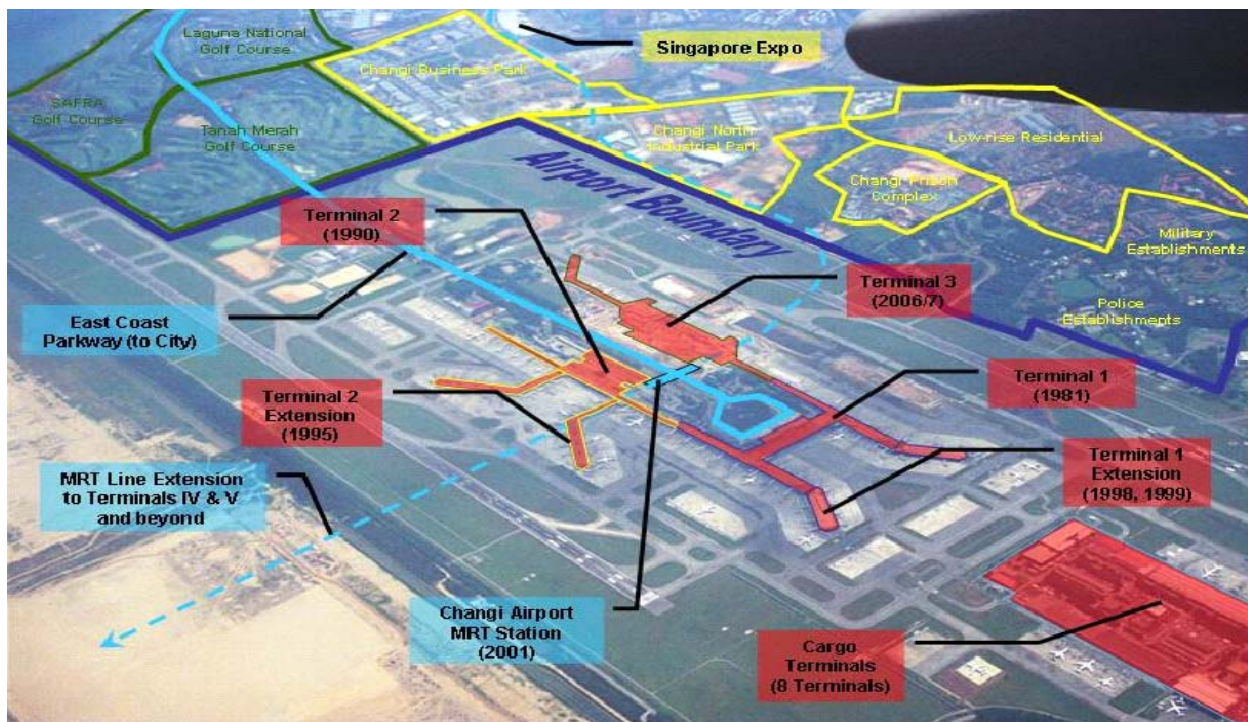 Laguna National
Golf Course
Singapore Expo
Changi Business Park
SAFRA
Golf Course
Tanah Merah
Golf Course
Changi North
Industrial Park
Low-rise Residential
Changi Prison
Complex
Airport Boundary
Terminal 2
(1990)
Military
Establishments
Terminal 3
(2006/7)
Police
Establishments
East Coast
Parkway (to City)
Terminal 1
(1981)
Terminal 2
Extension
(1995)
Terminal 1
Extension
(1998, 1999)
MRT Line Extension
to Terminals IV & V
and beyond
Changi Airport
MRT Station
(2001)
Cargo
Terminals
(8 Terminals)